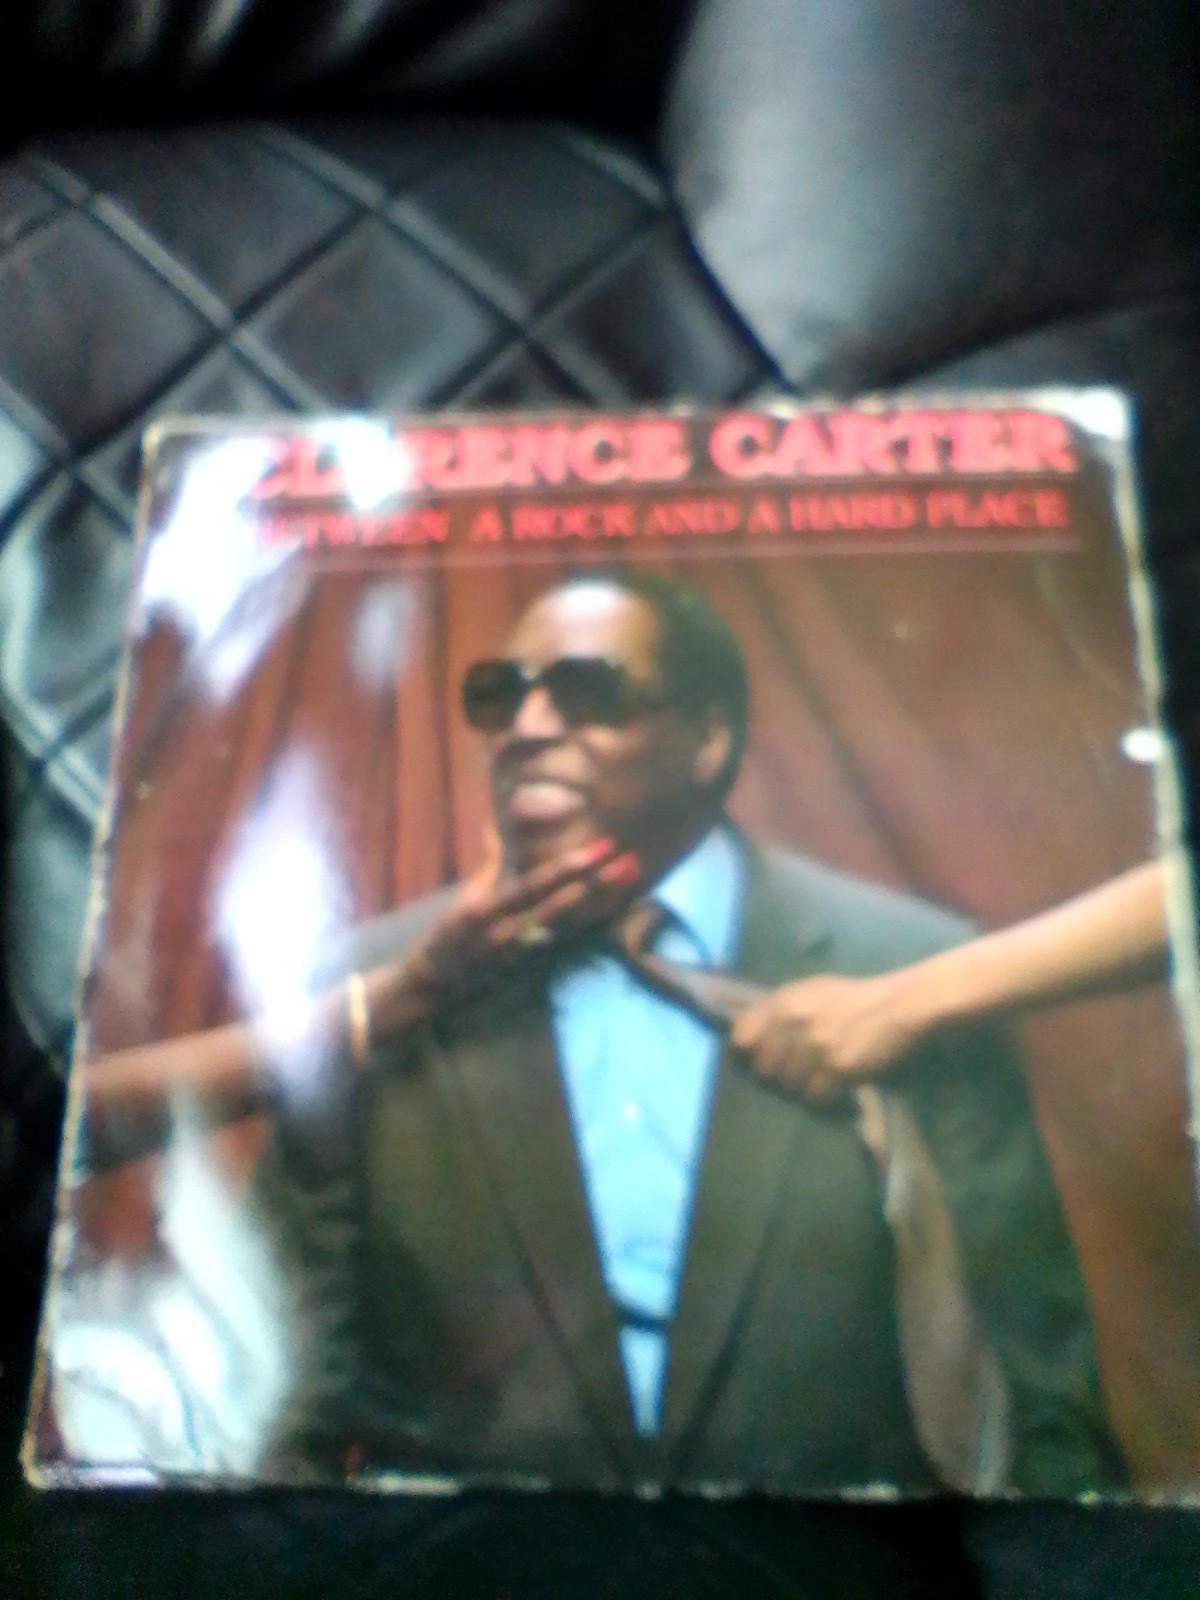 CLARENCE CARTER
BETWEEN A ROCK AND A HARD PLACE